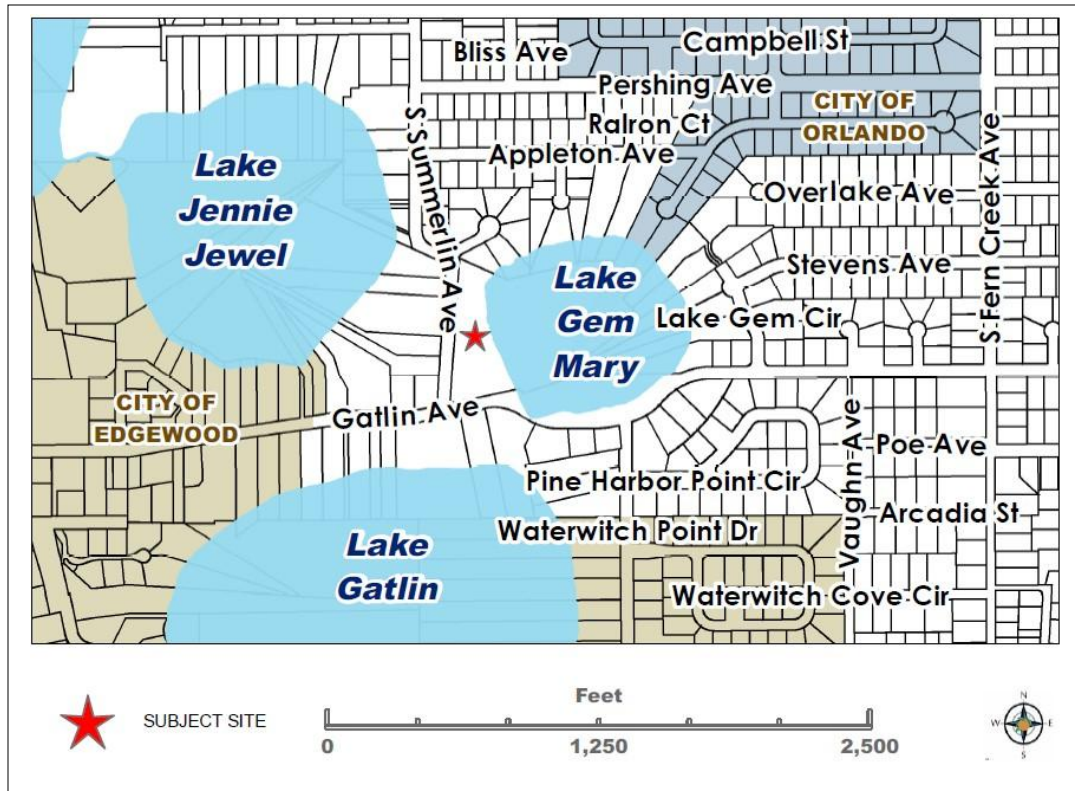 Bliss Ave
Campbell St
Pershing Ave
CITY OF
ORLANDO
Ralron Ct
Appleton Ave
S Summerlin Ave
S Fern Creek Ave
Lake
Jennie
Jewel
Overlake Ave
Stevens Ave
Lake
Gem
Mary
Lake Gem Cir
CITY OF
EDGEWOOD
Gatlin Ave
Vaughn Ave
Poe Ave
Pine Harbor Point Cir
Arcadia St
Waterwitch Point Dr
Lake
Gatlin
Waterwitch Cove Cir
SUBJECT SITE
Feet
0
1,250
2,500
N
W
E
S